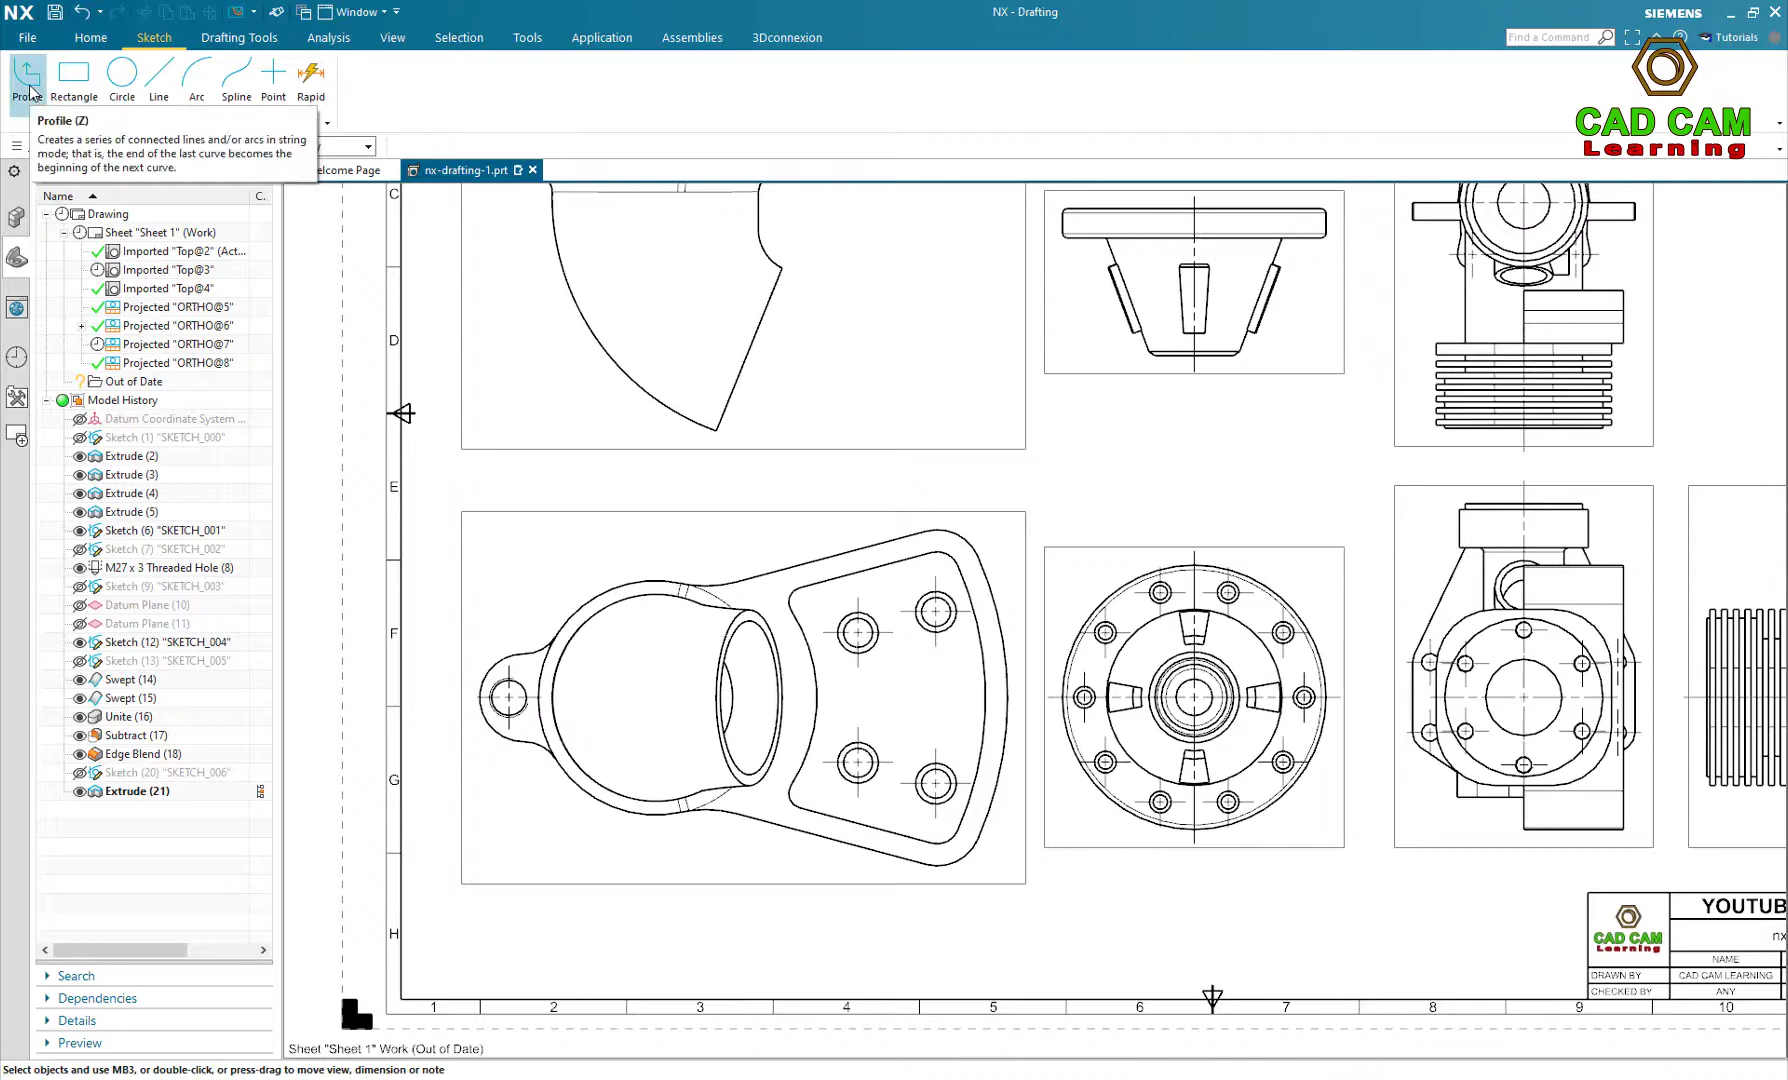 NX
Window
NX - Drafting
SIEMENS
File
Home
Sketch
Drafting Tools
Analysis
View
Selection
Tools
Application
Assemblies
3Dconnexion
Find a Command
Tutorials
Profile
Rectangle
Circle
Line
Arc
Spline
Point
Rapid
CAD CAM
Learning
Profile (Z)
Creates a series of connected lines and/or arcs in string
mode; that is, the end of the last curve becomes the
beginning of the next curve.
elcome Page
nx-drafting-1.prt
Name
C.
Drawing
Sheet "Sheet 1" (Work)
Imported "Top@2" (Act...
Imported "Top@3"
Imported "Top@4"
Projected "ORTHO@5"
Projected "ORTHO@6"
Projected "ORTHO@7"
Projected "ORTHO@8"
Out of Date
Model History
Datum Coordinate System ...
Sketch (1) "SKETCH_000"
Extrude (2)
Extrude (3)
Extrude (4)
Extrude (5)
Sketch (6) "SKETCH_001"
Sketch (7) "SKETCH_002"
M27 x 3 Threaded Hole (8)
Sketch (9) "SKETCH_003"
Datum Plane (10)
Datum Plane (11)
Sketch (12) "SKETCH_004"
Sketch (13) "SKETCH_005"
Swept (14)
Swept (15)
Unite (16)
Subtract (17)
Edge Blend (18)
Sketch (20) "SKETCH_006"
Extrude (21)
Search
Dependencies
Details
Preview
C
D
E
F
G
H
1 2 3 4 5 6 7 8 9 10
CAD CAM
Learning
YOUTUB
nx
NAME
DRAWN BY CAD CAM LEARNING
CHECKED BY ANY
Sheet "Sheet 1" Work (Out of Date)
Select objects and use MB3, or double-click, or press-drag to move view, dimension or note